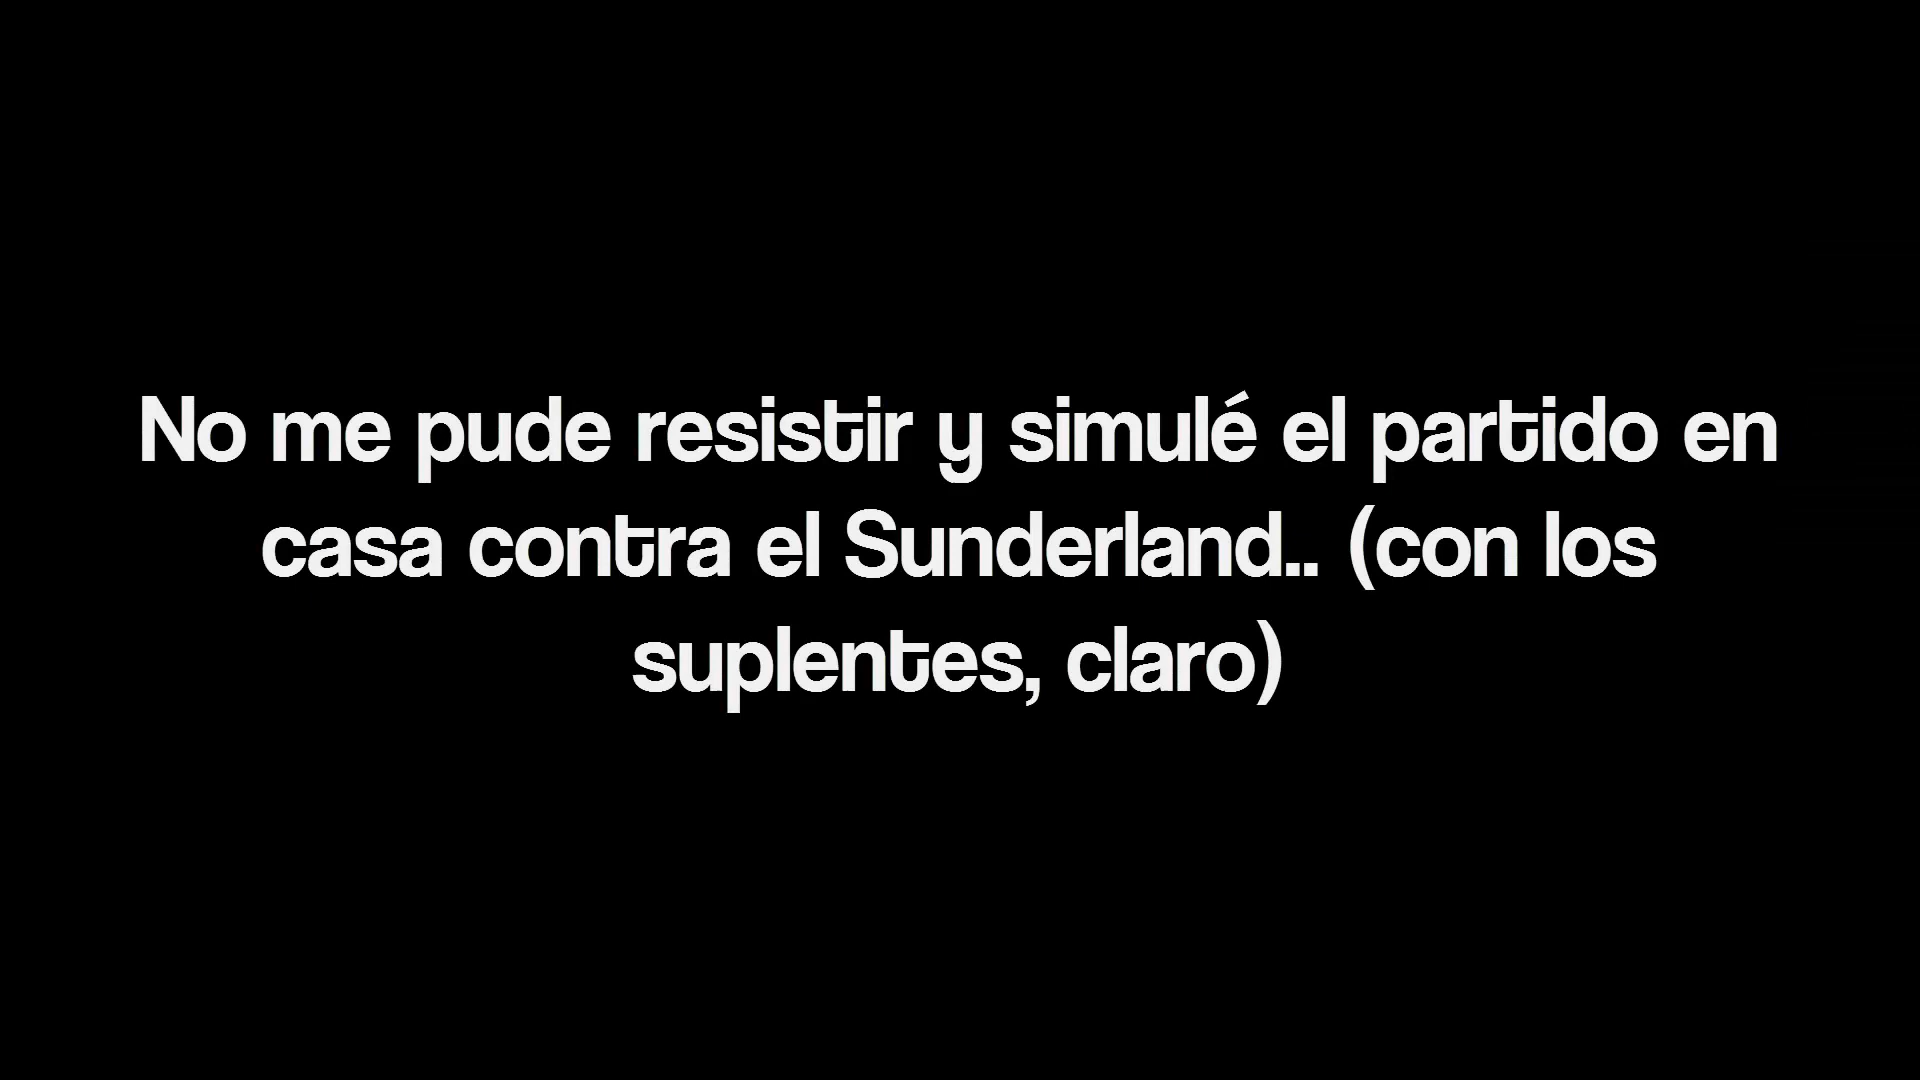 No me pude resistir y simulé el partido en
casa contra el Sunderland.. (con los
suplentes, claro)